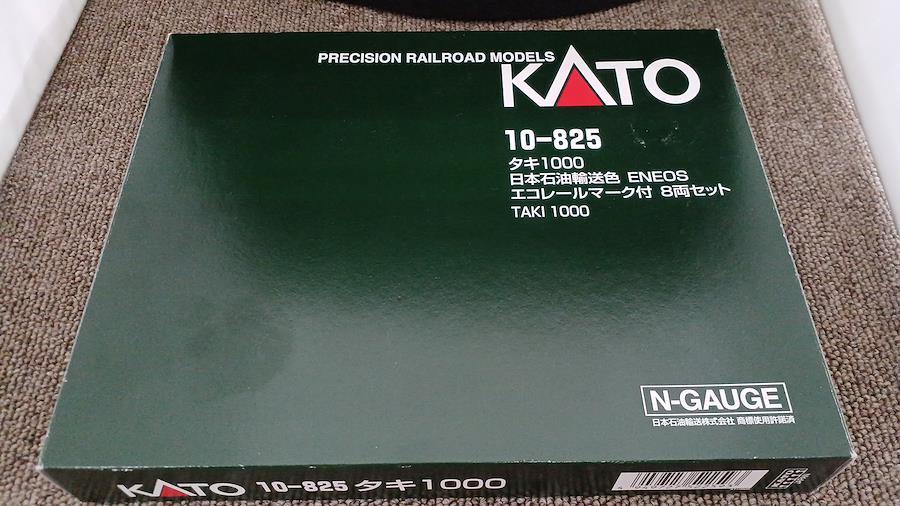 PRECISION RAILROAD MODELS
KATO
10-825
タキ1000
日本石油輸送色 ENEOS
エコレールマーク付 8両セット
TAKI 1000
N-GAUGE
日本石油輸送株式会社 商標使用許諾済
KATO 10-825 タキ1000